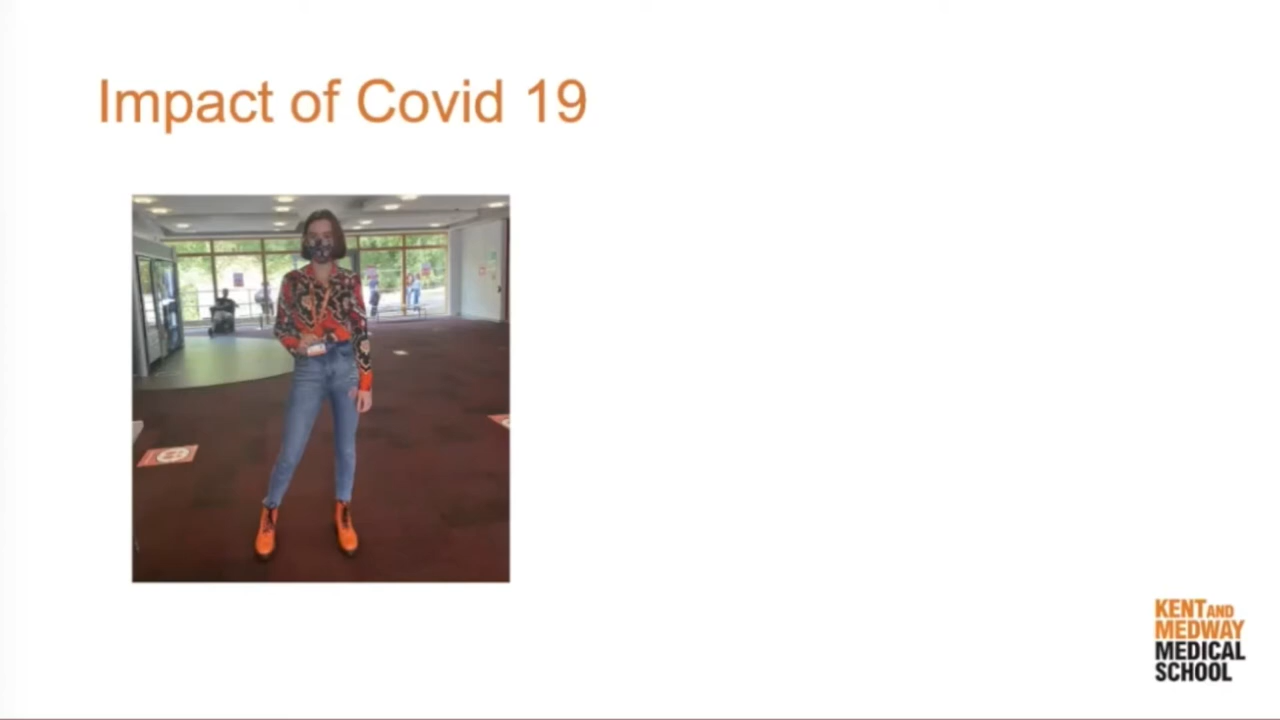 Impact of Covid 19
KENT AND
MEDWAY
MEDICAL
SCHOOL